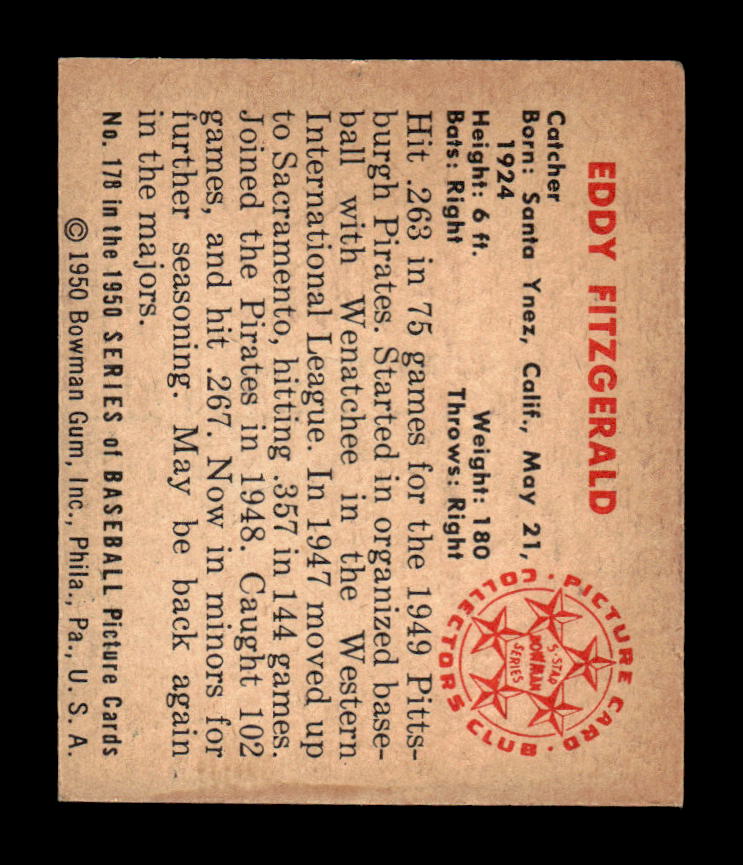 EDDY FITZGERALD
Catcher
Born: Santa Ynez, Calif., May 21,
1924
Height: 6 ft. Weight: 180
Bats: Right Throws: Right
PICTURE CARD · COLLECTORS CLUB ·
5-STAR
BOWMAN
SERIES
Hit .263 in 75 games for the 1949 Pitts-
burgh Pirates. Started in organized base-
ball with Wenatchee in the Western
International League. In 1947 moved up
to Sacramento, hitting .357 in 144 games.
Joined the Pirates in 1948. Caught 102
games, and hit .267. Now in minors for
further seasoning. May be back again
in the majors.
No. 178 in the 1950 SERIES of BASEBALL Picture Cards
© 1950 Bowman Gum, Inc., Phila., Pa., U. S. A.